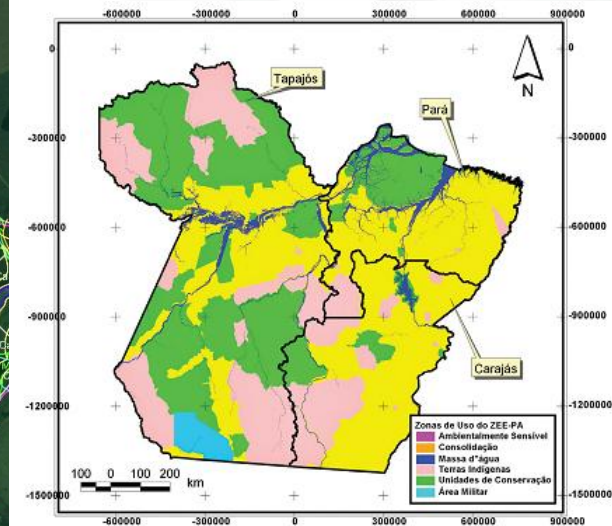 -600000 -300000 0 300000 600000 900000
0 0
-300000 -300000
-600000 -600000
-900000 -900000
-1200000 -1200000
-1500000 -1500000
-600000 -300000 0 300000 600000 900000
N
Tapajós
Pará
Carajás
100 0 100 200
km
Zonas de Uso do ZEE-PA
Ambientalmente Sensível
Consolidação
Massa d"água
Terras Indígenas
Unidades de Conservação
Área Militar